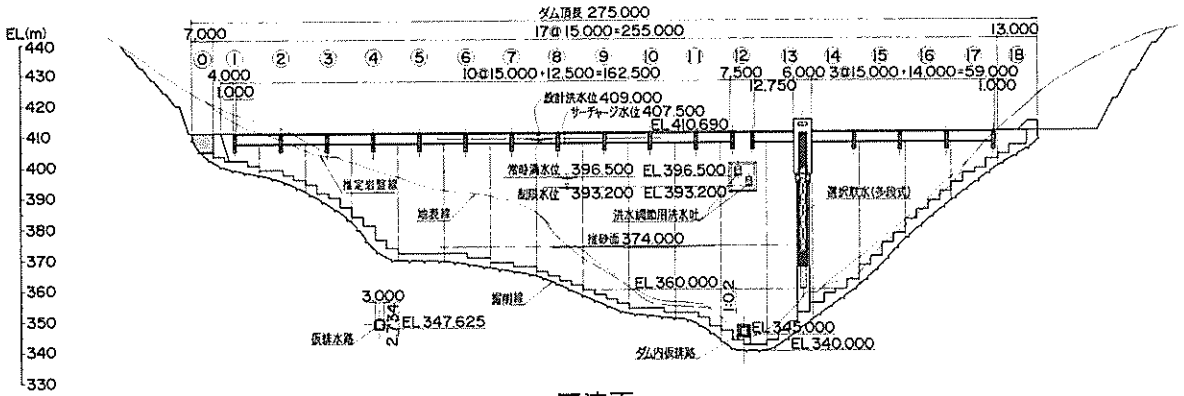 ダム頂長 275.000
7.000 17@15.000=255.000 13.000
EL(m)
0 1 2 3 4 5 6 7 8 9 10 11 12 13 14 15 16 17 18
4.000 10@15.000+12.500=162.500 7.500 6.000 3@15.000+14.000=59.000
1.000 12.750 1.000
設計洪水位 409.000
サーチャージ水位 407.500
EL 410.690
440
430
420
410
400
390
380
370
360
350
340
330
推定岩盤線
地表線
常時満水位 396.500 EL 396.500
制限水位 393.200 EL 393.200
洪水調節用洪水吐
選択取水(多段式)
堆砂面 374.000
EL 360.000
1:0.2
掘削線
3.000
2.734
EL 347.625
仮排水路
EL 345.000
ダム内仮排路
EL 340.000